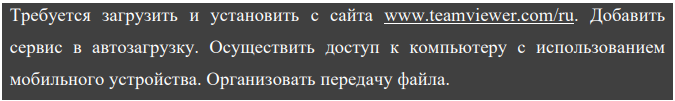 Требуется загрузить и установить с сайта www.teamviewer.com/ru. Добавить
сервис в автозагрузку. Осуществить доступ к компьютеру с использованием
мобильного устройства. Организовать передачу файла.